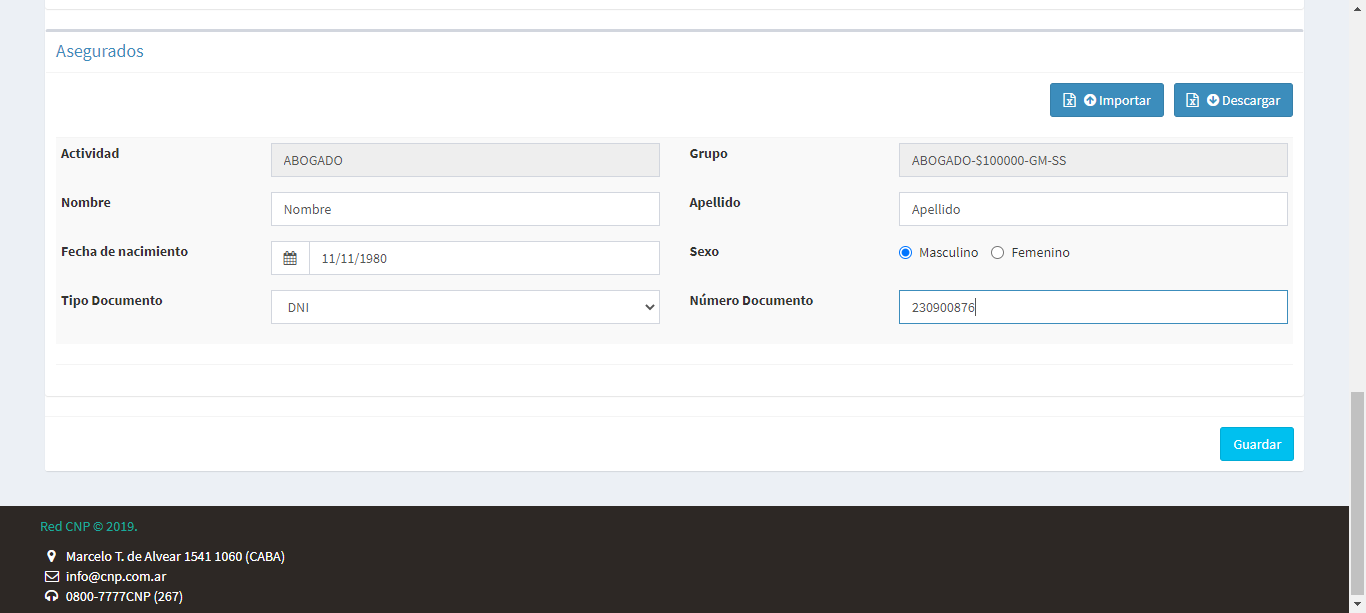 Asegurados
Importar Descargar
Actividad ABOGADO Grupo ABOGADO-$100000-GM-SS
Nombre Nombre Apellido Apellido
Fecha de nacimiento 11/11/1980 Sexo Masculino Femenino
Tipo Documento DNI Número Documento 230900876
Guardar
Red CNP © 2019.
Marcelo T. de Alvear 1541 1060 (CABA)
info@cnp.com.ar
0800-7777CNP (267)